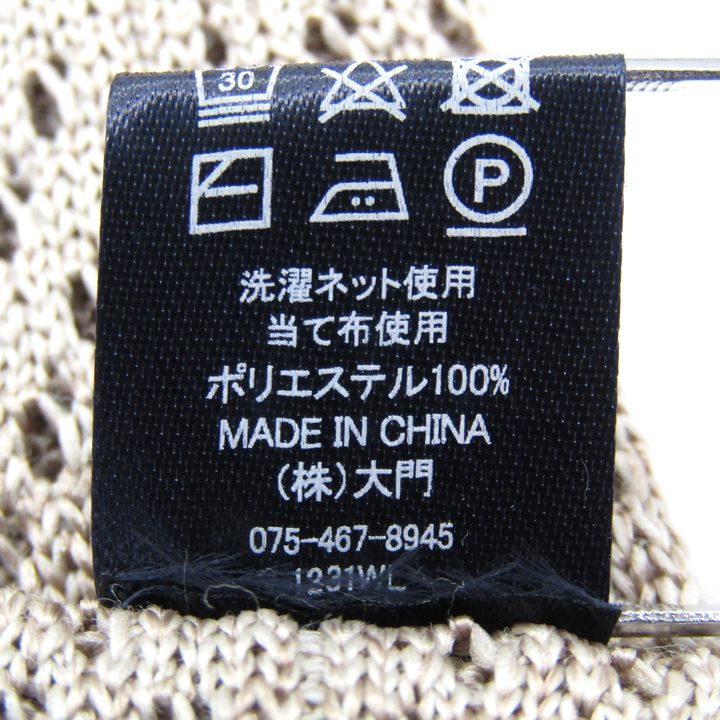 30
P
洗濯ネット使用
当て布使用
ポリエステル100%
MADE IN CHINA
(株)大門
075-467-8945
1231WL